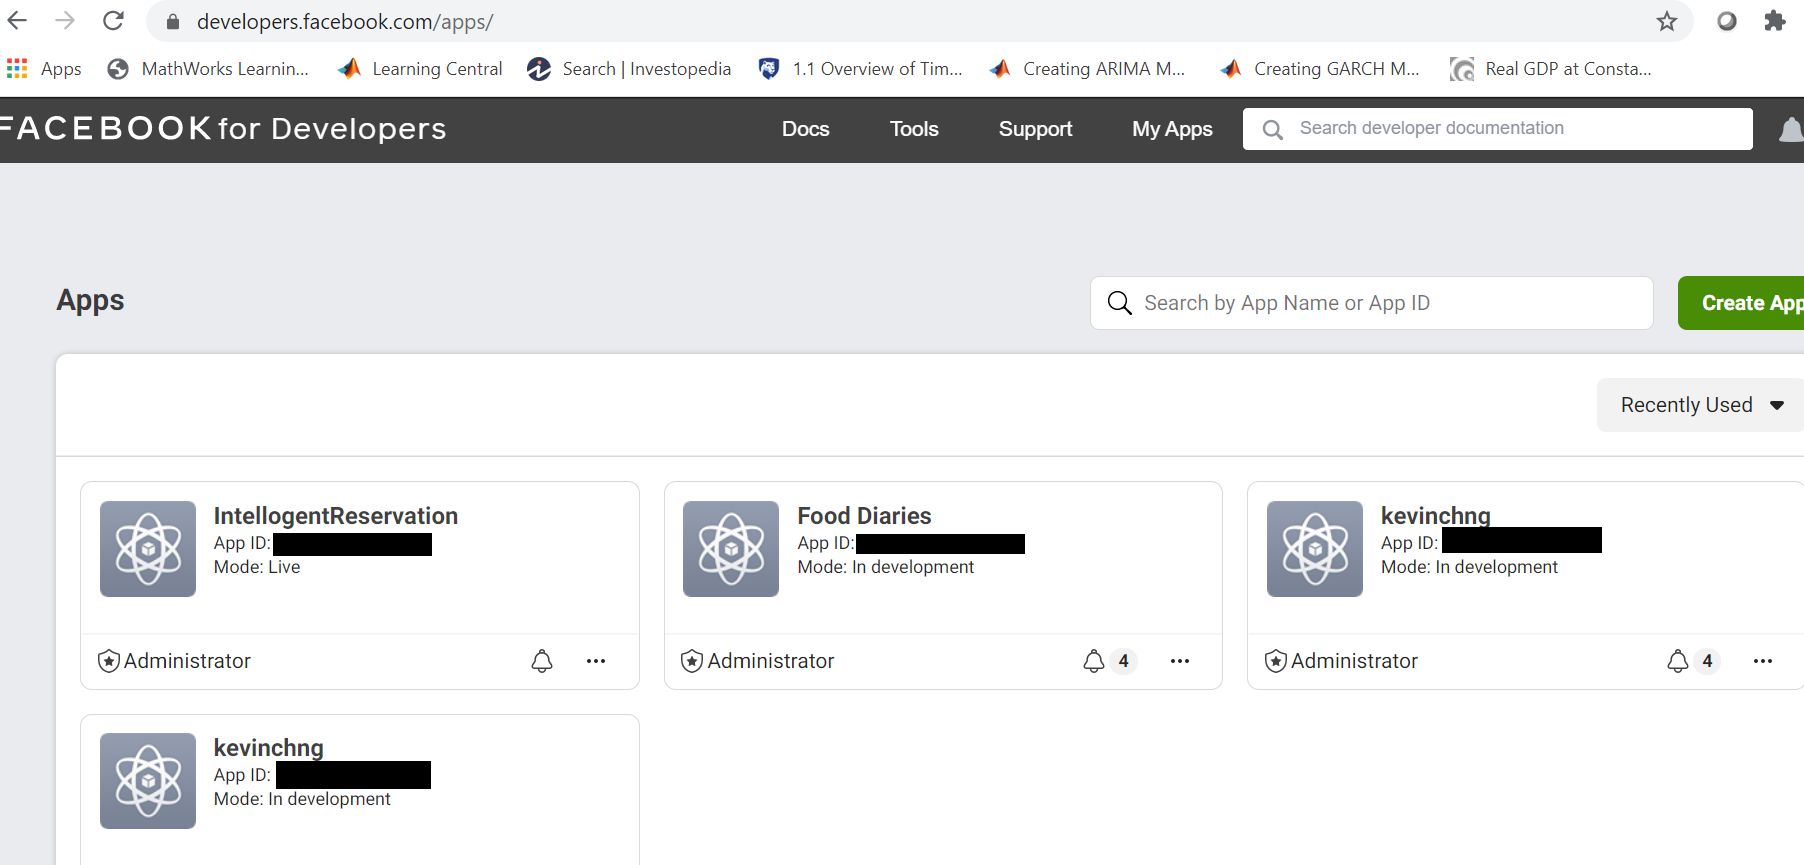 developers.facebook.com/apps/
Apps MathWorks Learnin... Learning Central Search | Investopedia 1.1 Overview of Tim... Creating ARIMA M... Creating GARCH M... Real GDP at Consta...
FACEBOOK for Developers Docs Tools Support My Apps Search developer documentation
Apps Search by App Name or App ID Create App
Recently Used
IntellogentReservation
App ID:
Mode: Live
Administrator
Food Diaries
App ID:
Mode: In development
Administrator 4
kevinchng
App ID:
Mode: In development
Administrator 4
kevinchng
App ID:
Mode: In development